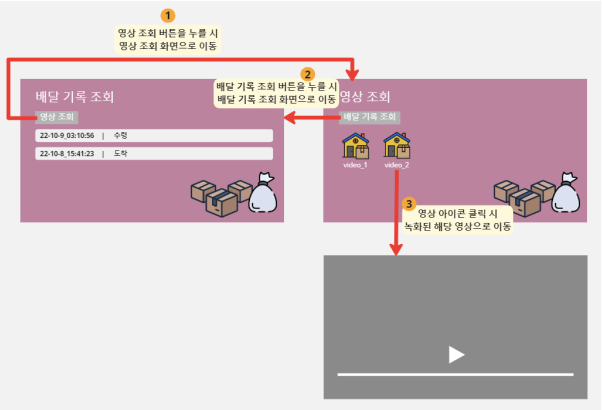 1
영상 조회 버튼을 누를 시
영상 조회 화면으로 이동
2
배달 기록 조회 버튼을 누를 시
배달 기록 조회 화면으로 이동
배달 기록 조회
영상 조회
22-10-9_03:10:56 | 수령
22-10-8_15:41:23 | 도착
영상 조회
배달 기록 조회
video_1
video_2
3
영상 아이콘 클릭 시
녹화된 해당 영상으로 이동